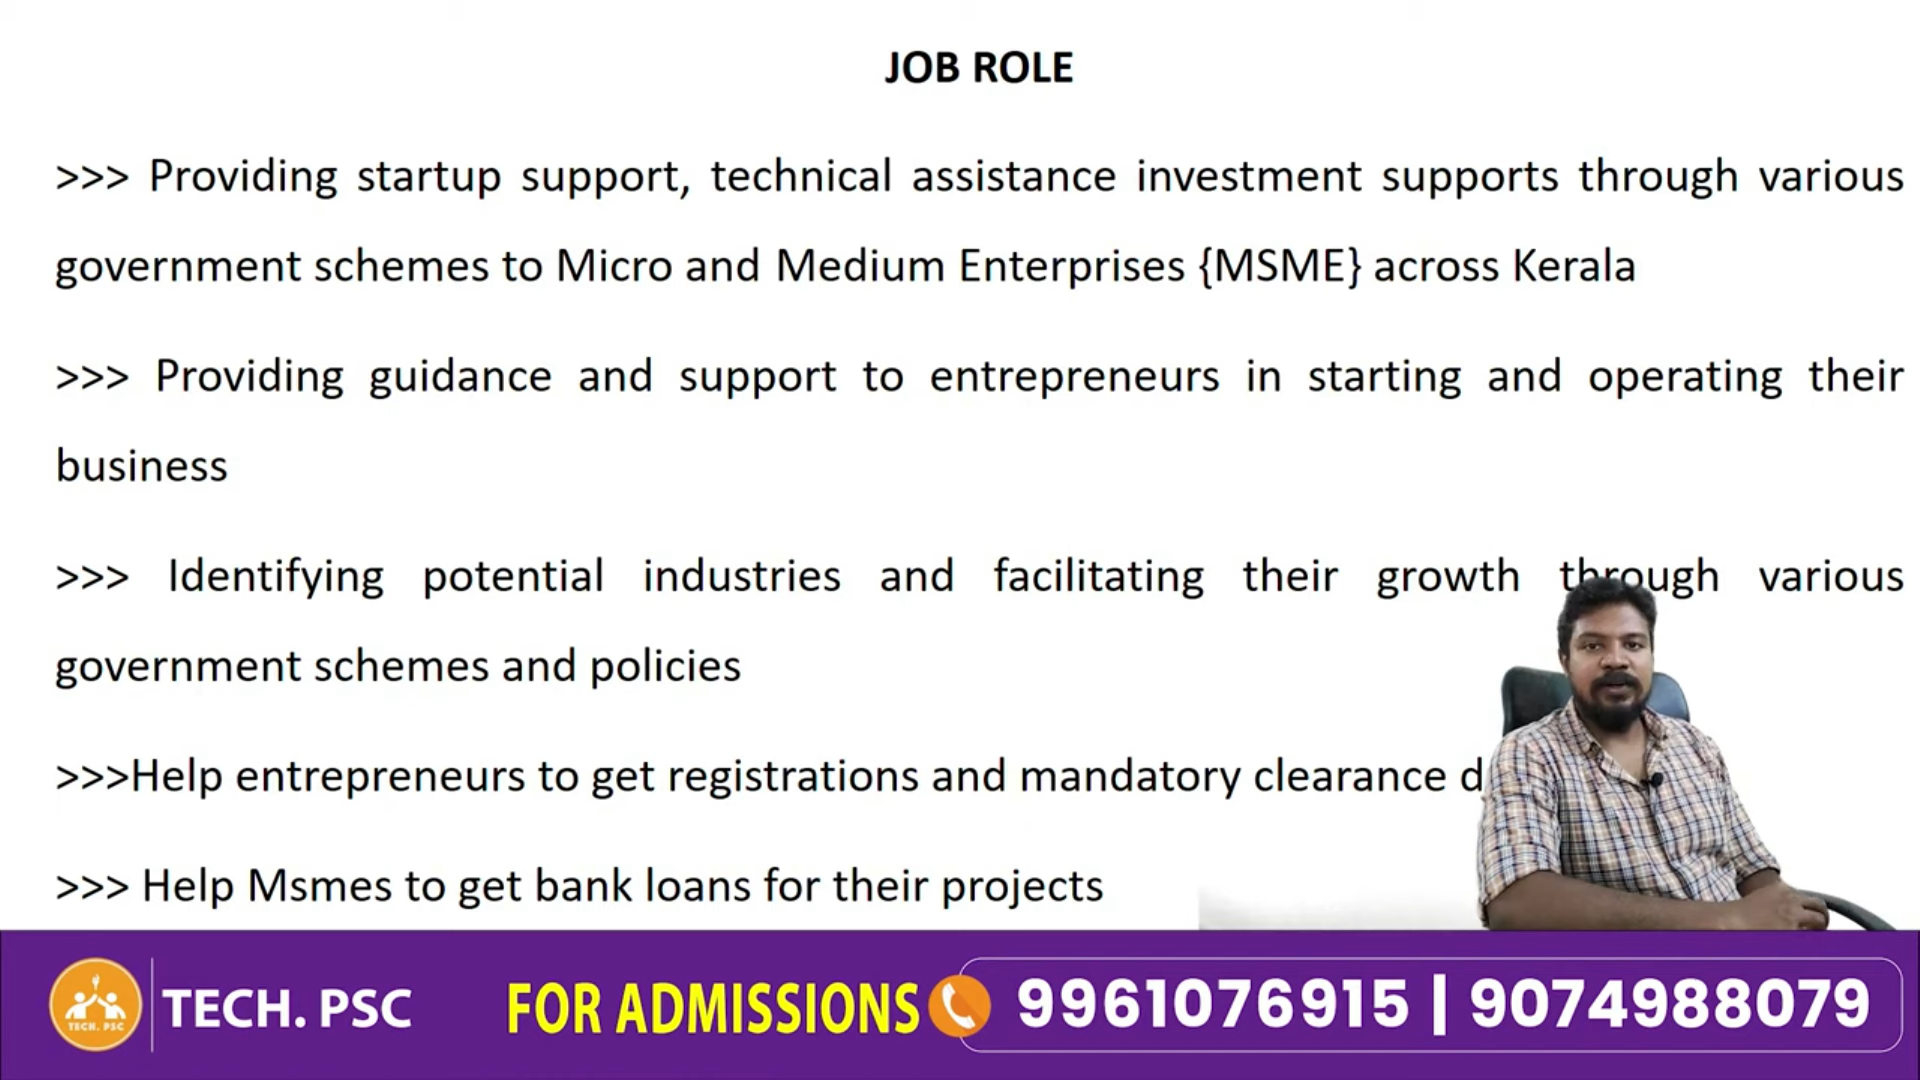 JOB ROLE
>>> Providing startup support, technical assistance investment supports through various
government schemes to Micro and Medium Enterprises {MSME} across Kerala
>>> Providing guidance and support to entrepreneurs in starting and operating their
business
>>> Identifying potential industries and facilitating their growth through various
government schemes and policies
>>>Help entrepreneurs to get registrations and mandatory clearance
>>> Help Msmes to get bank loans for their projects
TECH. PSC
TECH. PSC
FOR ADMISSIONS
9961076915 | 9074988079